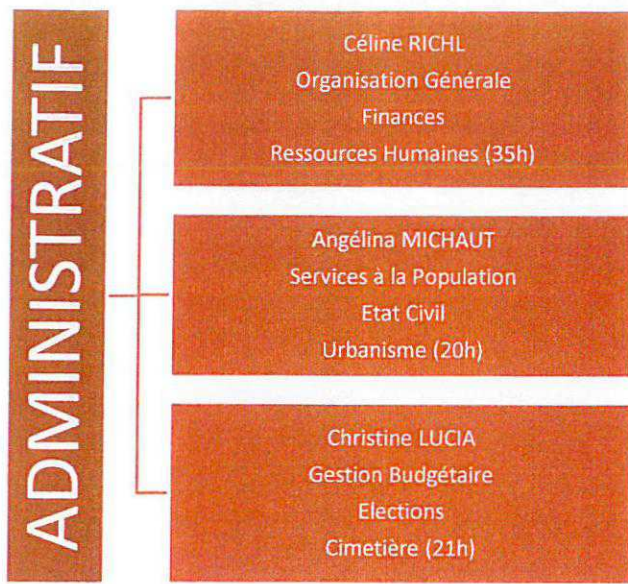 ADMINISTRATIF
Céline RICHL
Organisation Générale
Finances
Ressources Humaines (35h)
Angélina MICHAUT
Services à la Population
Etat Civil
Urbanisme (20h)
Christine LUCIA
Gestion Budgétaire
Elections
Cimetière (21h)